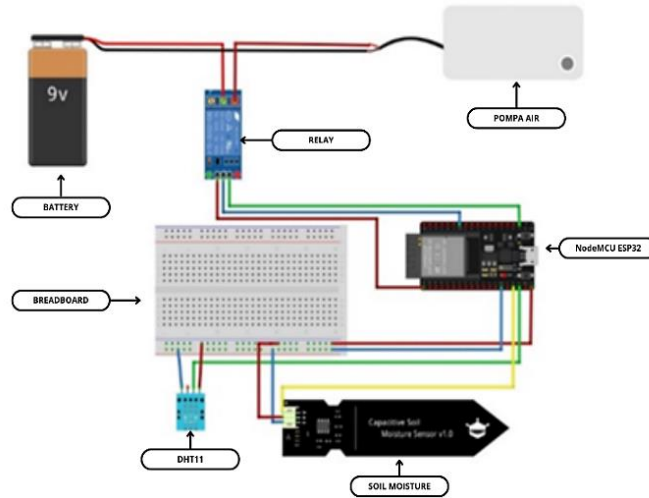 9v
POMPA AIR
RELAY
BATTERY
NodeMCU ESP32
BREADBOARD
Capacitive Soil
Moisture Sensor v1.0
DHT11
SOIL MOISTURE